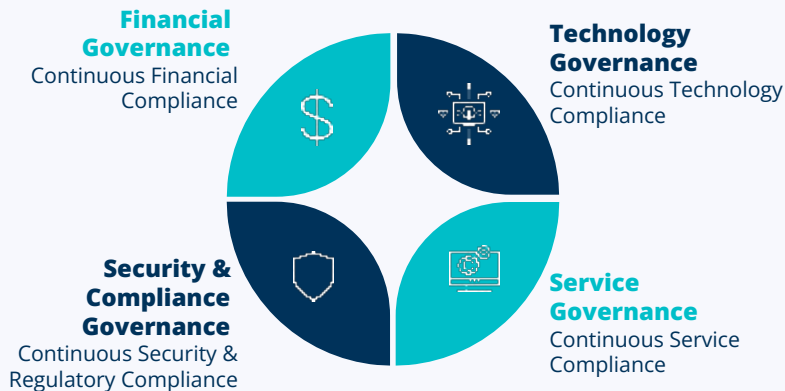 Financial
Governance
Continuous Financial
Compliance
Technology
Governance
Continuous Technology
Compliance
$
Security &
Compliance
Governance
Continuous Security &
Regulatory Compliance
Service
Governance
Continuous Service
Compliance